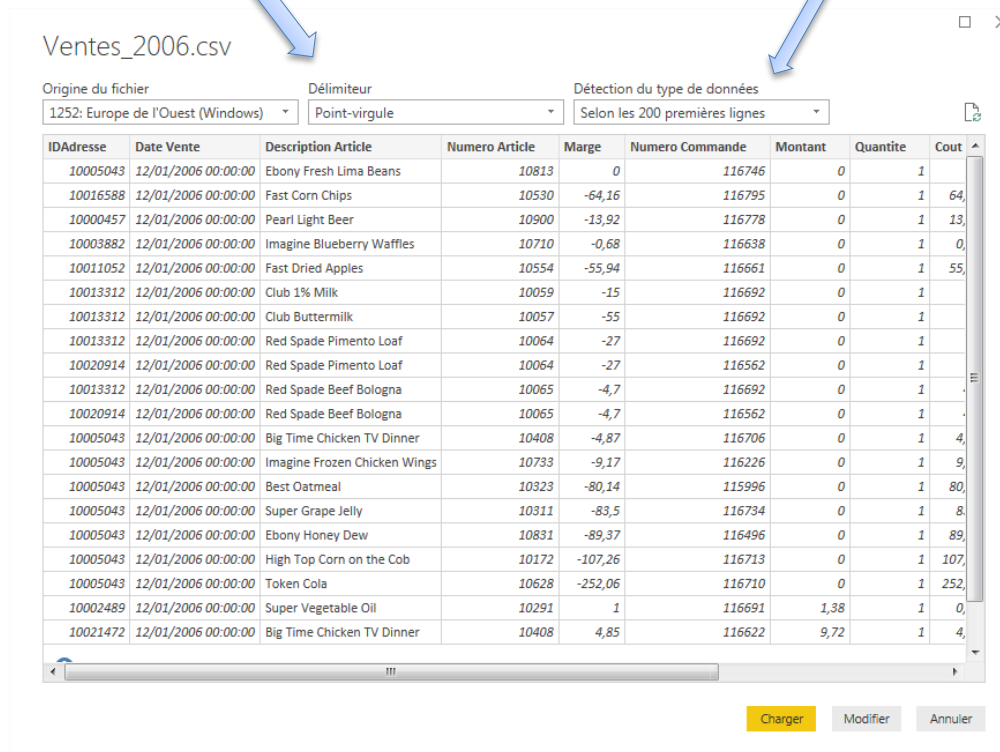 Ventes_2006.csv
Origine du fichier Délimiteur Détection du type de données
1252: Europe de l'Ouest (Windows) Point-virgule Selon les 200 premières lignes
IDAdresse Date Vente Description Article Numero Article Marge Numero Commande Montant Quantite Cout
10005043 12/01/2006 00:00:00 Ebony Fresh Lima Beans 10813 0 116746 0 1
10016588 12/01/2006 00:00:00 Fast Corn Chips 10530 -64,16 116795 0 1 64,
10000457 12/01/2006 00:00:00 Pearl Light Beer 10900 -13,92 116778 0 1 13,
10003882 12/01/2006 00:00:00 Imagine Blueberry Waffles 10710 -0,68 116638 0 1 0,
10011052 12/01/2006 00:00:00 Fast Dried Apples 10554 -55,94 116661 0 1 55,
10013312 12/01/2006 00:00:00 Club 1% Milk 10059 -15 116692 0 1
10013312 12/01/2006 00:00:00 Club Buttermilk 10057 -55 116692 0 1
10013312 12/01/2006 00:00:00 Red Spade Pimento Loaf 10064 -27 116692 0 1
10020914 12/01/2006 00:00:00 Red Spade Pimento Loaf 10064 -27 116562 0 1
10013312 12/01/2006 00:00:00 Red Spade Beef Bologna 10065 -4,7 116692 0 1
10020914 12/01/2006 00:00:00 Red Spade Beef Bologna 10065 -4,7 116562 0 1
10005043 12/01/2006 00:00:00 Big Time Chicken TV Dinner 10408 -4,87 116706 0 1 4,
10005043 12/01/2006 00:00:00 Imagine Frozen Chicken Wings 10733 -9,17 116226 0 1 9,
10005043 12/01/2006 00:00:00 Best Oatmeal 10323 -80,14 115996 0 1 80,
10005043 12/01/2006 00:00:00 Super Grape Jelly 10311 -83,5 116734 0 1 8
10005043 12/01/2006 00:00:00 Ebony Honey Dew 10831 -89,37 116496 0 1 89,
10005043 12/01/2006 00:00:00 High Top Corn on the Cob 10172 -107,26 116713 0 1 107,
10005043 12/01/2006 00:00:00 Token Cola 10628 -252,06 116710 0 1 252,
10002489 12/01/2006 00:00:00 Super Vegetable Oil 10291 1 116691 1,38 1 0,
10021472 12/01/2006 00:00:00 Big Time Chicken TV Dinner 10408 4,85 116622 9,72 1 4,
Charger Modifier Annuler